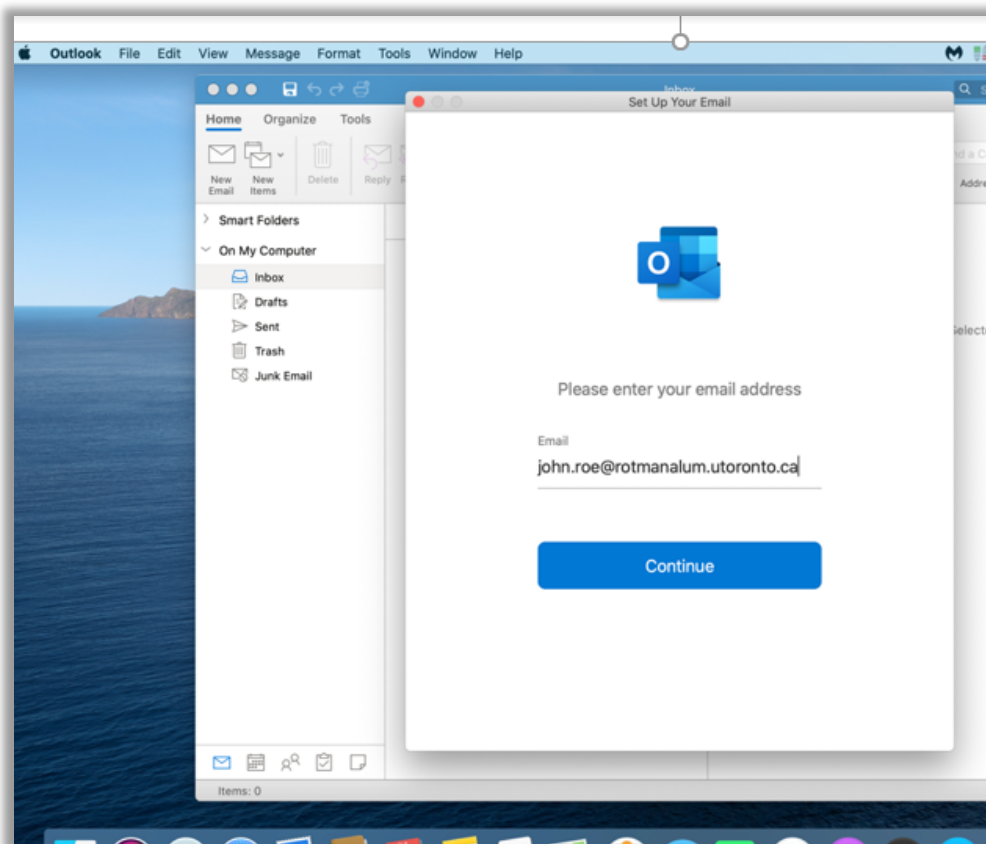 Outlook File Edit View Message Format Tools Window Help
Inbox
Set Up Your Email
Home Organize Tools
New Email
New Items
Delete
Reply
Addre
Smart Folders
On My Computer
Inbox
Drafts
Sent
Trash
Junk Email
O
Please enter your email address
Email
john.roe@rotmanalum.utoronto.ca
Continue
Items: 0